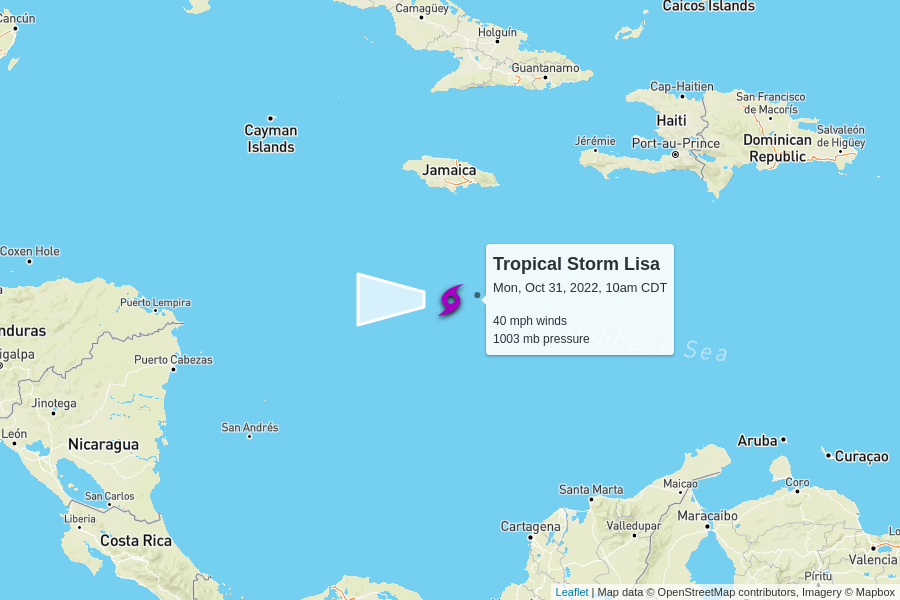 Caicos Islands
Camagüey
Cancún
Holguín
Guantanamo
Cap-Haitien
San Francisco
de Macorís
Cayman
Islands
Haiti
Salvaleón
de Higüey
Jérémie
Port-au-Prince
Dominican
Republic
Jamaica
Coxen Hole
Tropical Storm Lisa
Mon, Oct 31, 2022, 10am CDT
40 mph winds
1003 mb pressure
Sea
Puerto Lempira
nduras
igalpa
Puerto Cabezas
Jinotega
San Andrés
León
Nicaragua
Aruba
Curaçao
San Carlos
Santa Marta
Maicao
Coro
Liberia
Cartagena
Valledupar
Maracaibo
Costa Rica
Lo
Valencia
Píritu
Leaflet | Map data © OpenStreetMap contributors, Imagery © Mapbox